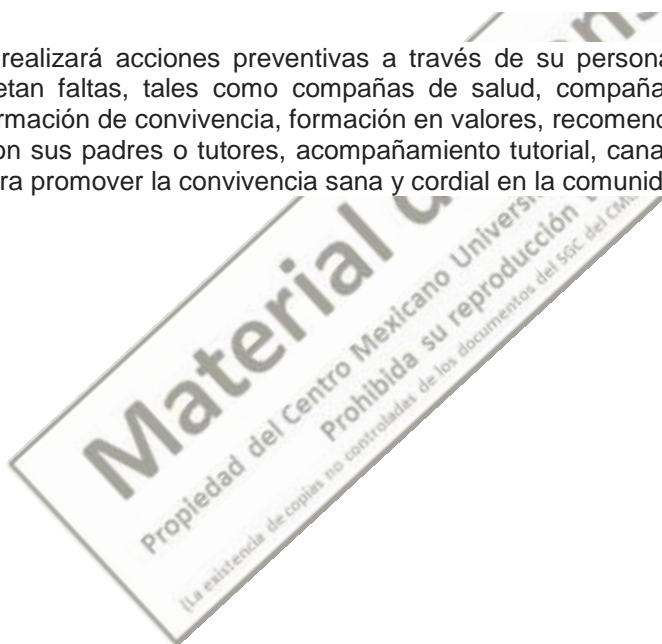 realizará acciones preventivas a través de su persona
etan faltas, tales como compañas de salud, compaña
rmación de convivencia, formación en valores, recomend
on sus padres o tutores, acompañamiento tutorial, cana
ra promover la convivencia sana y cordial en la comunid
Material d
Propiedad del Centro Mexicano Universi
Prohibida su reproducción
(La existencia de copias no controladas de los documentos del SGC del CMU